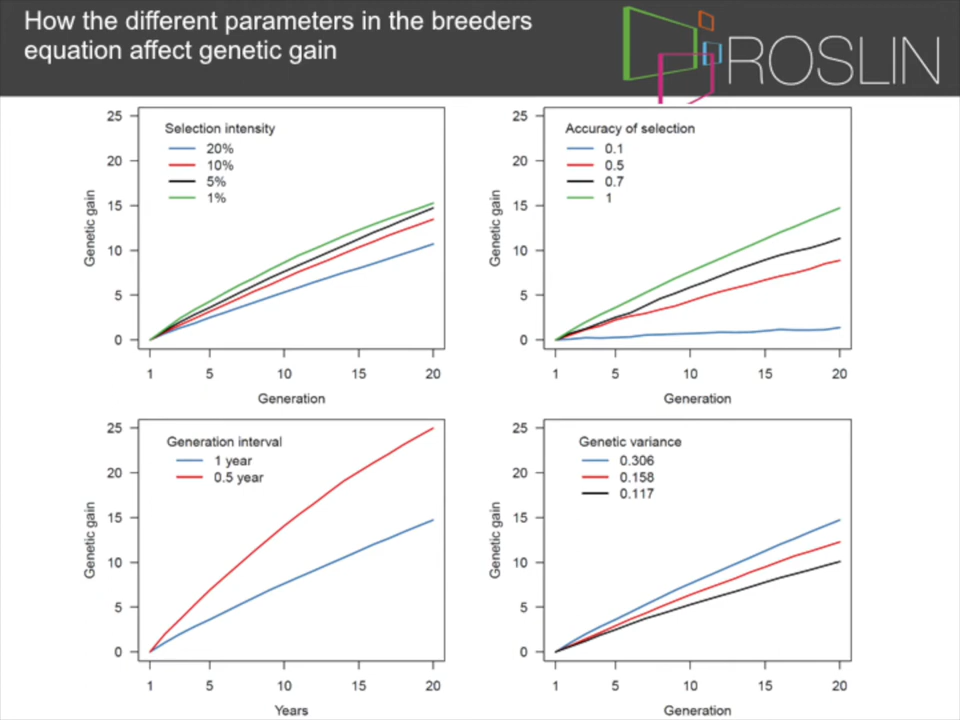 How the different parameters in the breeders
equation affect genetic gain
ROSLIN
Selection intensity
20%
10%
5%
1%
Genetic gain
25
20
15
10
5
0
1 5 10 15 20
Generation
Accuracy of selection
0.1
0.5
0.7
1
Genetic gain
25
20
15
10
5
0
1 5 10 15 20
Generation
Generation interval
1 year
0.5 year
Genetic gain
25
20
15
10
5
0
1 5 10 15 20
Years
Genetic variance
0.306
0.158
0.117
Genetic gain
25
20
15
10
5
0
1 5 10 15 20
Generation